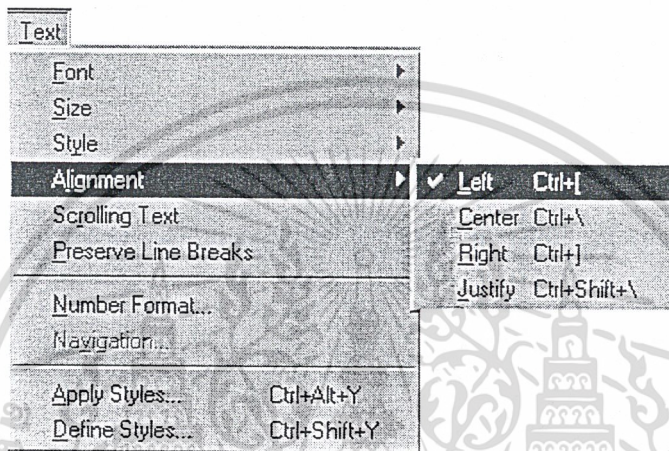 Text
Font
Size
Style
Alignment
Scrolling Text
Preserve Line Breaks
Number Format...
Navigation...
Apply Styles... Ctrl+Alt+Y
Define Styles... Ctrl+Shift+Y
Left Ctrl+[
Center Ctrl+\
Right Ctrl+]
Justify Ctrl+Shift+\